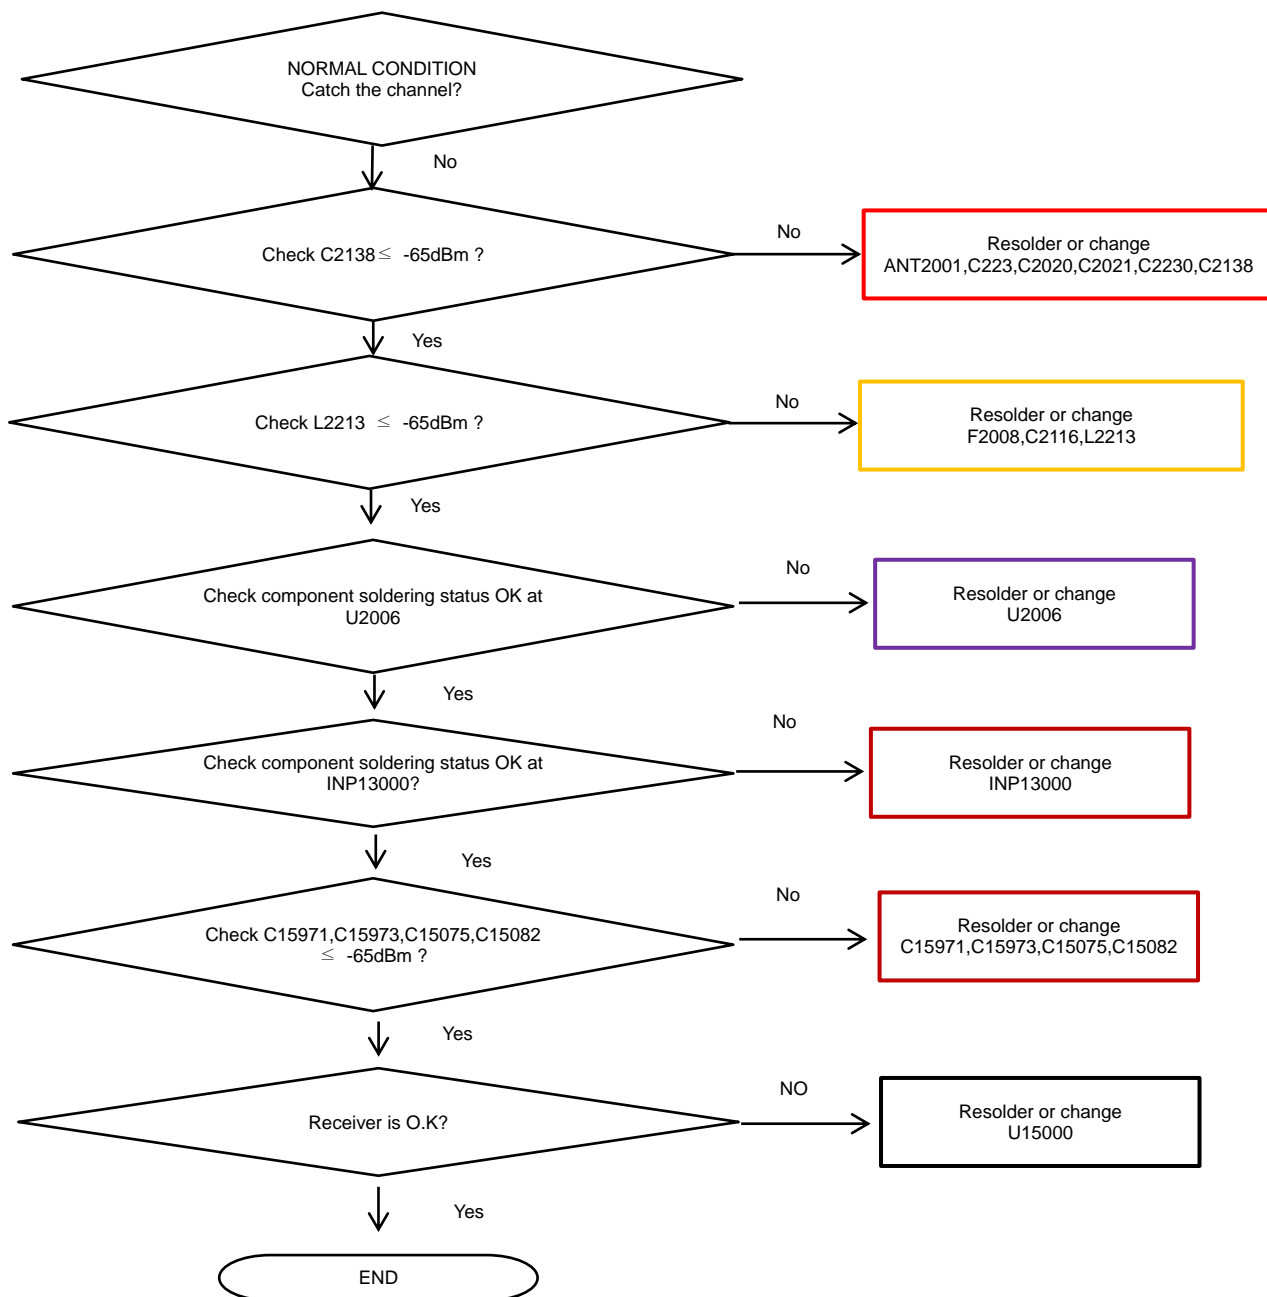 NORMAL CONDITION
Catch the channel?
No
Check C2138≤ -65dBm ?
No
Resolder or change
ANT2001,C223,C2020,C2021,C2230,C2138
Yes
Check L2213 ≤ -65dBm ?
No
Resolder or change
F2008,C2116,L2213
Yes
Check component soldering status OK at
U2006
No
Resolder or change
U2006
Yes
Check component soldering status OK at
INP13000?
No
Resolder or change
INP13000
Yes
Check C15971,C15973,C15075,C15082
≤ -65dBm ?
No
Resolder or change
C15971,C15973,C15075,C15082
Yes
Receiver is O.K?
NO
Resolder or change
U15000
Yes
END